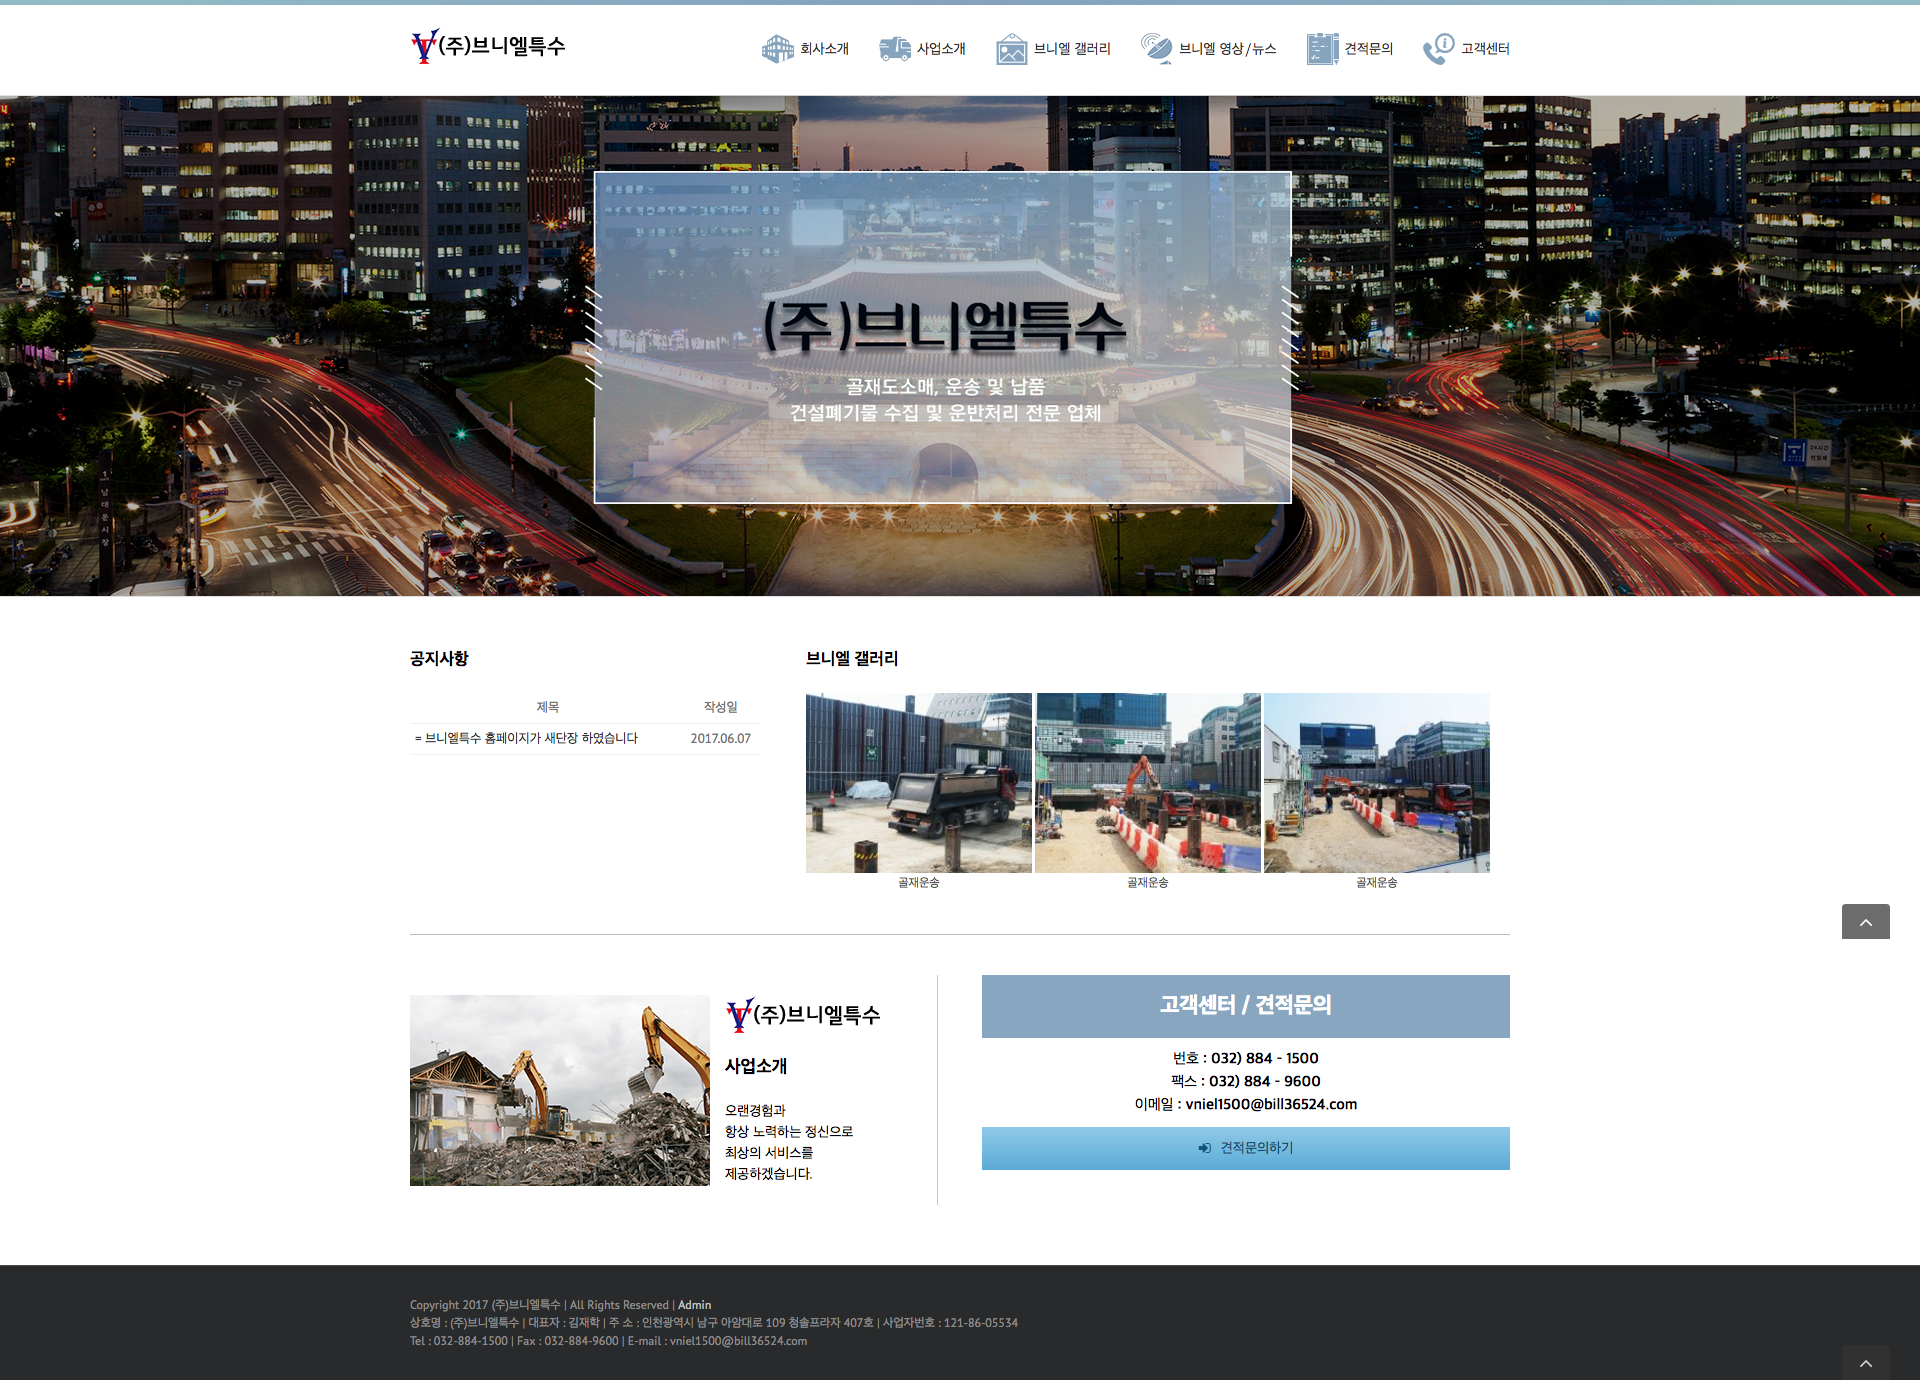 (주)브니엘특수
회사소개
사업소개
브니엘 갤러리
브니엘 영상/뉴스
견적문의
고객센터
(주)브니엘특수
골재도소매, 운송 및 납품
건설폐기물 수집 및 운반처리 전문 업체
남대문시장
공지사항
제목 작성일
= 브니엘특수 홈페이지가 새단장 하였습니다 2017.06.07
브니엘 갤러리
골재운송
골재운송
골재운송
(주)브니엘특수
사업소개
오랜경험과
항상 노력하는 정신으로
최상의 서비스를
제공하겠습니다.
고객센터 / 견적문의
번호 : 032) 884 - 1500
팩스 : 032) 884 - 9600
이메일 : vniel1500@bill36524.com
견적문의하기
Copyright 2017 (주)브니엘특수 | All Rights Reserved | Admin
상호명 : (주)브니엘특수 | 대표자 : 김재학 | 주 소 : 인천광역시 남구 아암대로 109 청솔프라자 407호 | 사업자번호 : 121-86-05534
Tel : 032-884-1500 | Fax : 032-884-9600 | E-mail : vniel1500@bill36524.com